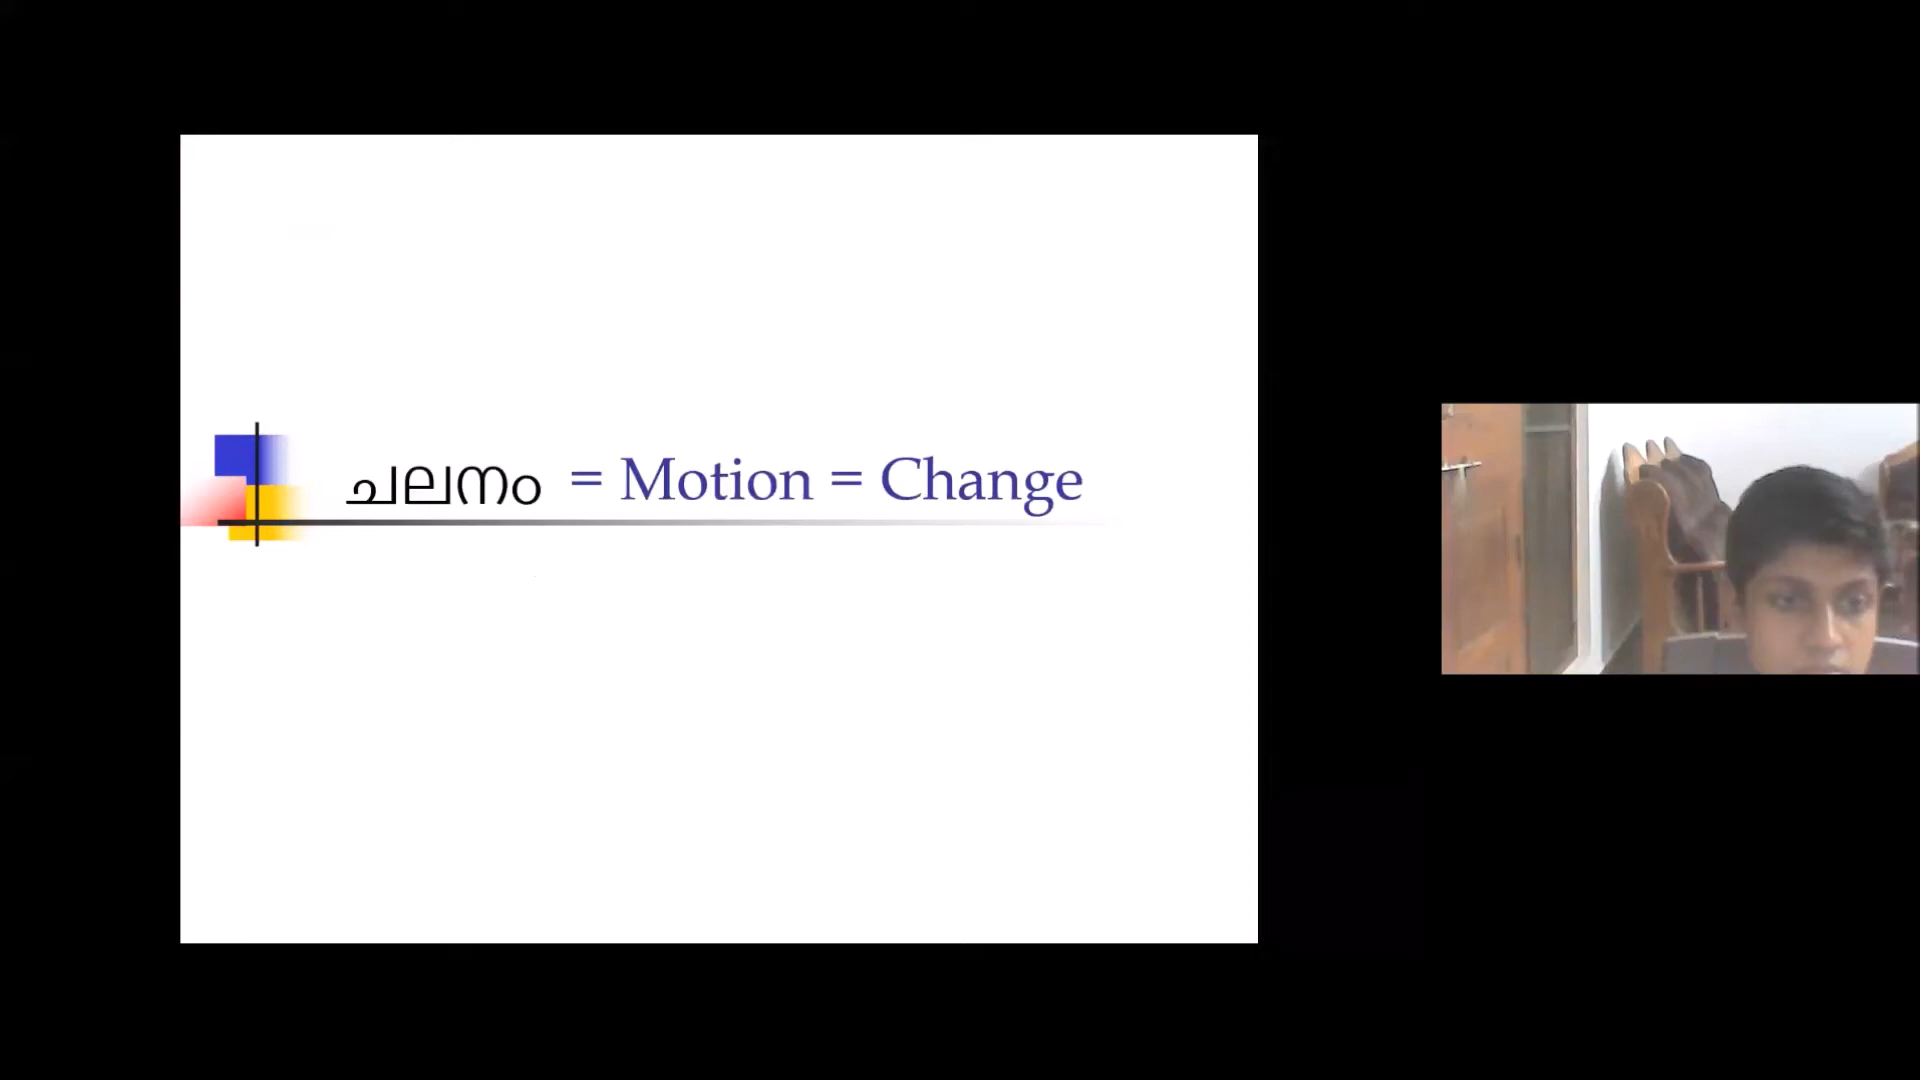 ചലനം = Motion = Change